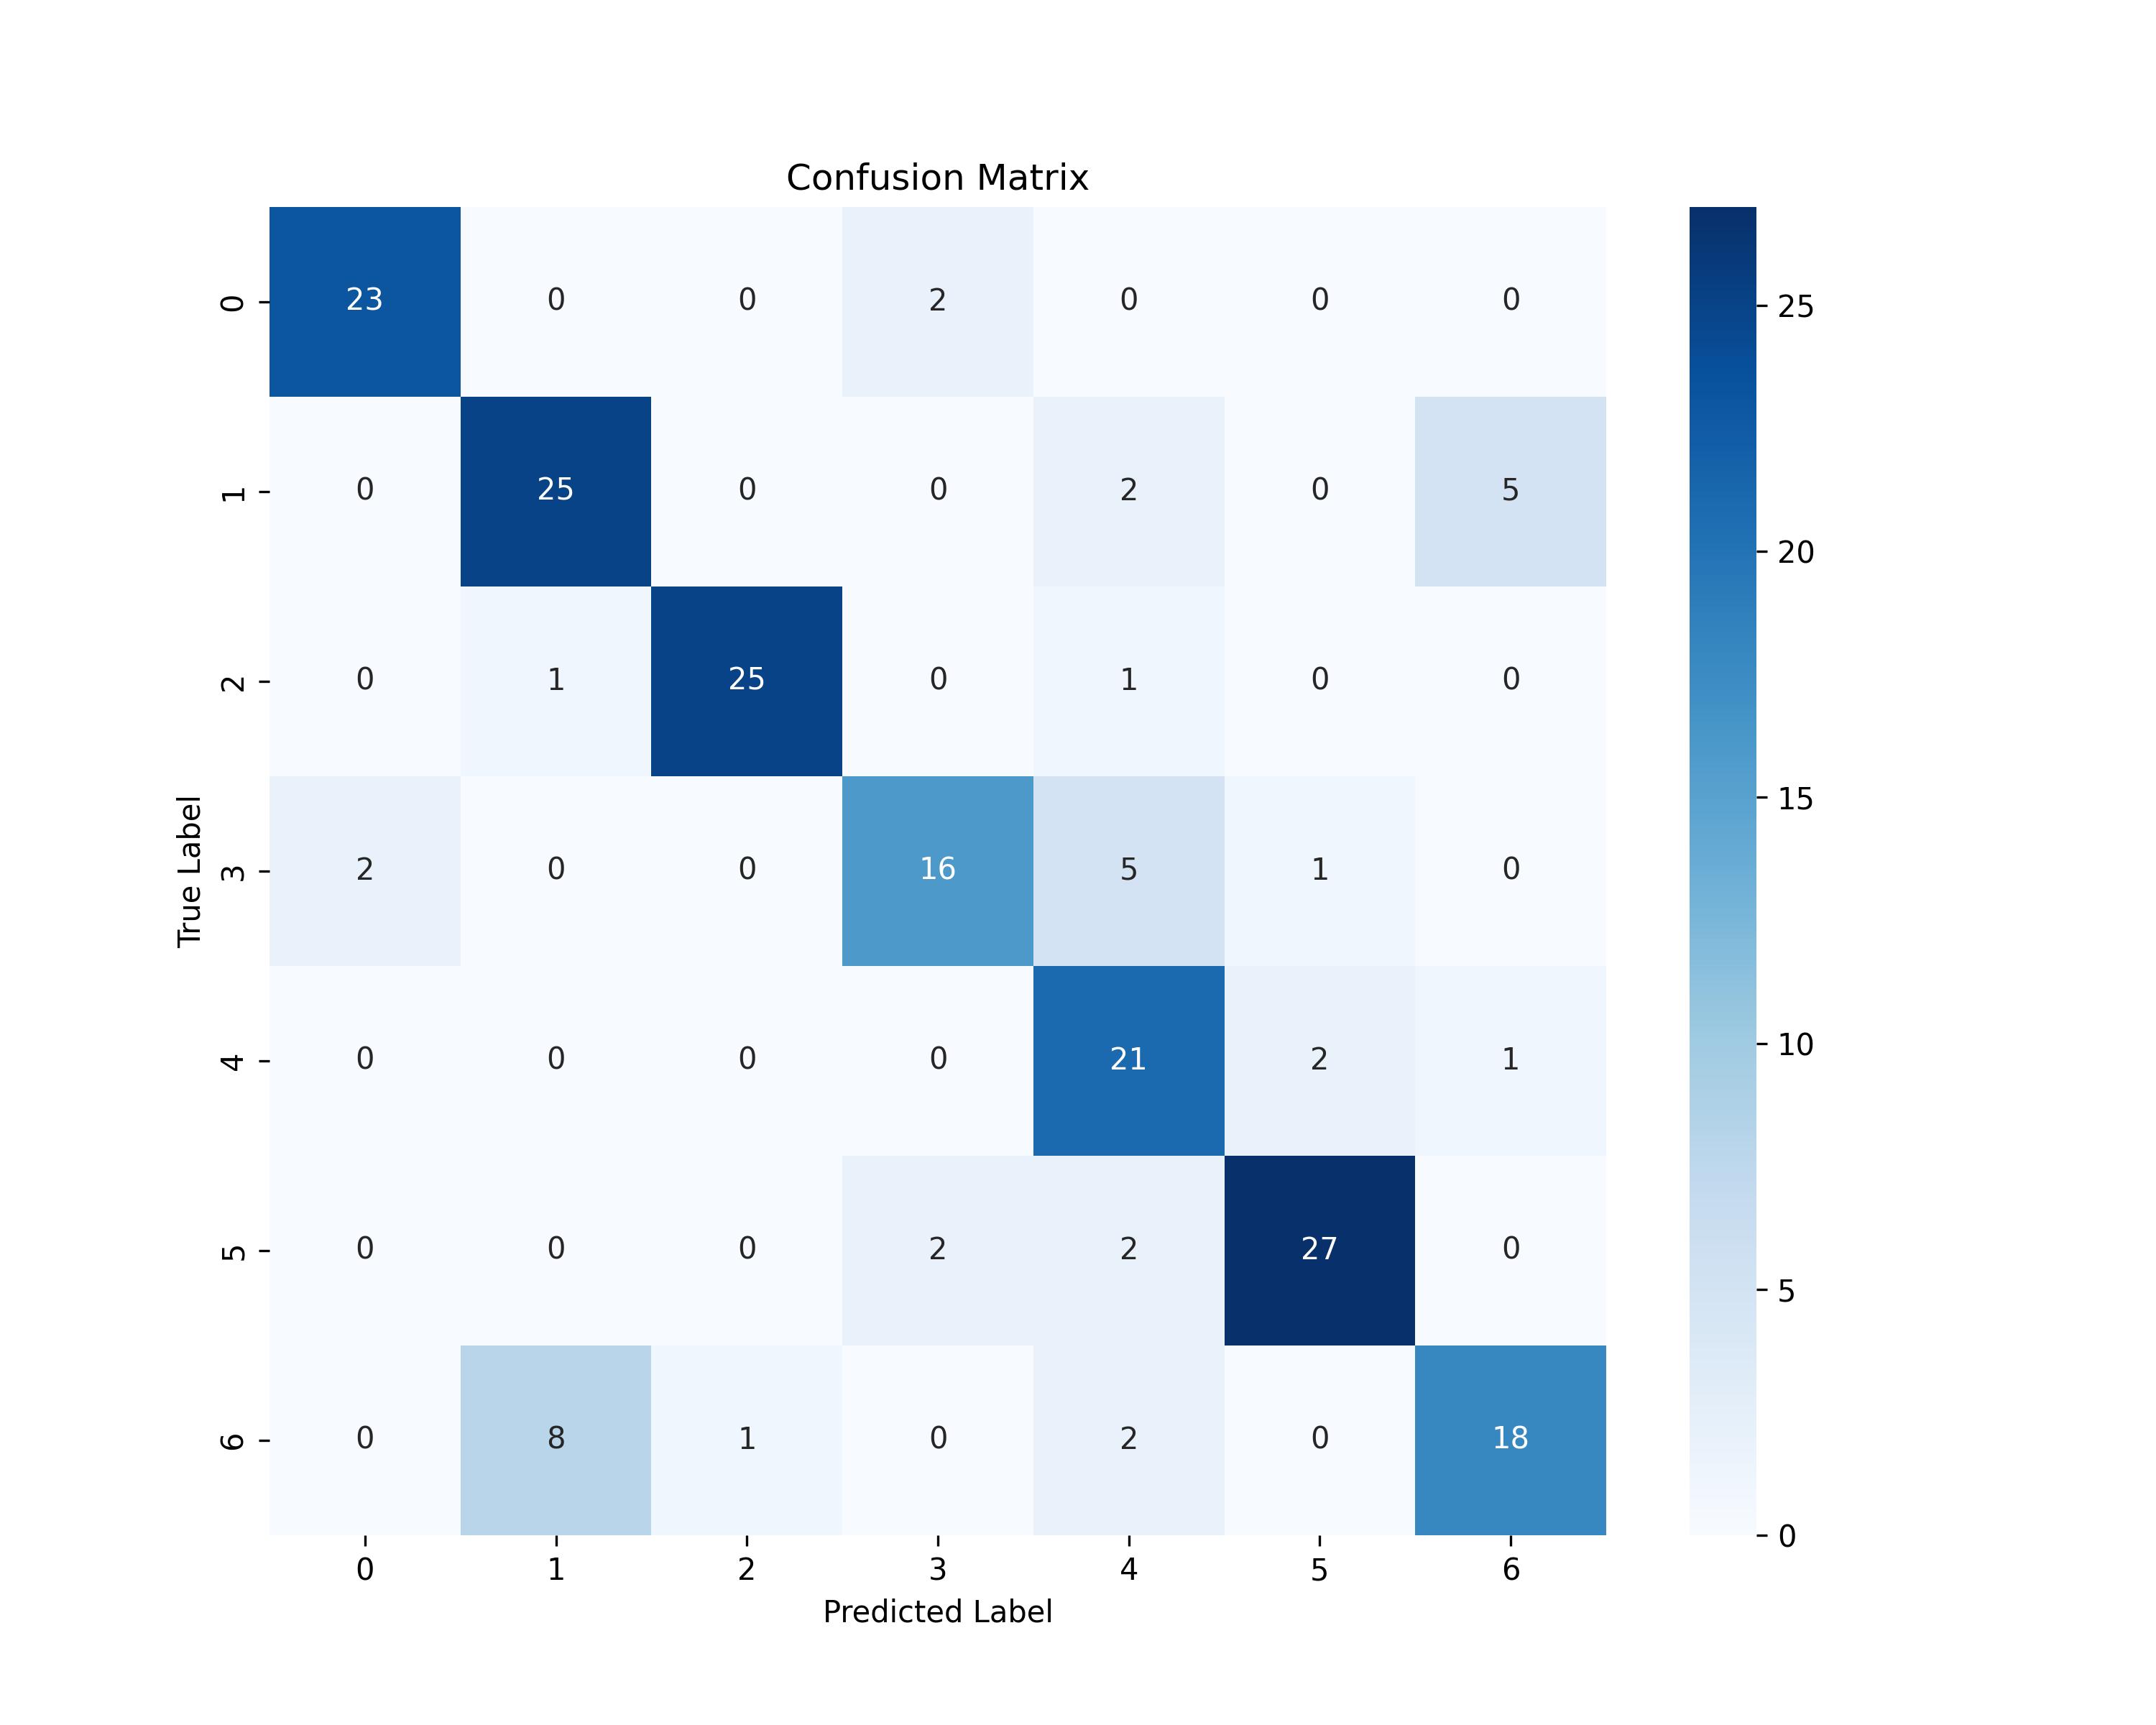 Confusion Matrix
0 23 0 0 2 0 0 0
1 0 25 0 0 2 0 5
2 0 1 25 0 1 0 0
3 2 0 0 16 5 1 0
4 0 0 0 0 21 2 1
5 0 0 0 2 2 27 0
6 0 8 1 0 2 0 18
0 1 2 3 4 5 6
Predicted Label
True Label
25
20
15
10
5
0